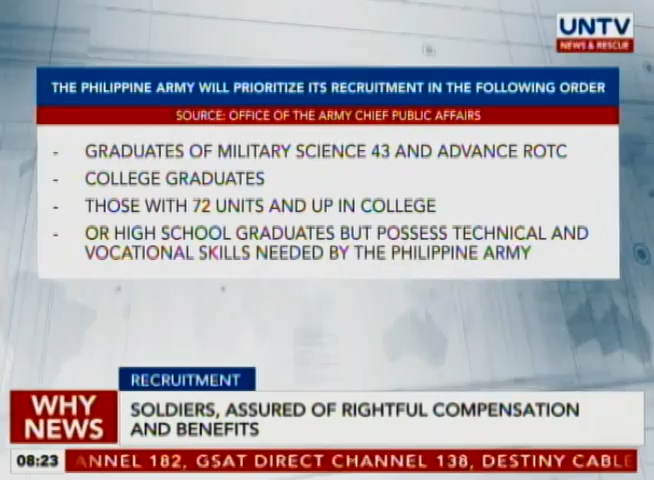 UNTV
NEWS & RESCUE
THE PHILIPPINE ARMY WILL PRIORITIZE ITS RECRUITMENT IN THE FOLLOWING ORDER
SOURCE: OFFICE OF THE ARMY CHIEF PUBLIC AFFAIRS
- GRADUATES OF MILITARY SCIENCE 43 AND ADVANCE ROTC
- COLLEGE GRADUATES
- THOSE WITH 72 UNITS AND UP IN COLLEGE
- OR HIGH SCHOOL GRADUATES BUT POSSESS TECHNICAL AND
VOCATIONAL SKILLS NEEDED BY THE PHILIPPINE ARMY
RECRUITMENT
WHY
NEWS
SOLDIERS, ASSURED OF RIGHTFUL COMPENSATION
AND BENEFITS
08:23 ANNEL 182, GSAT DIRECT CHANNEL 138, DESTINY CABLE